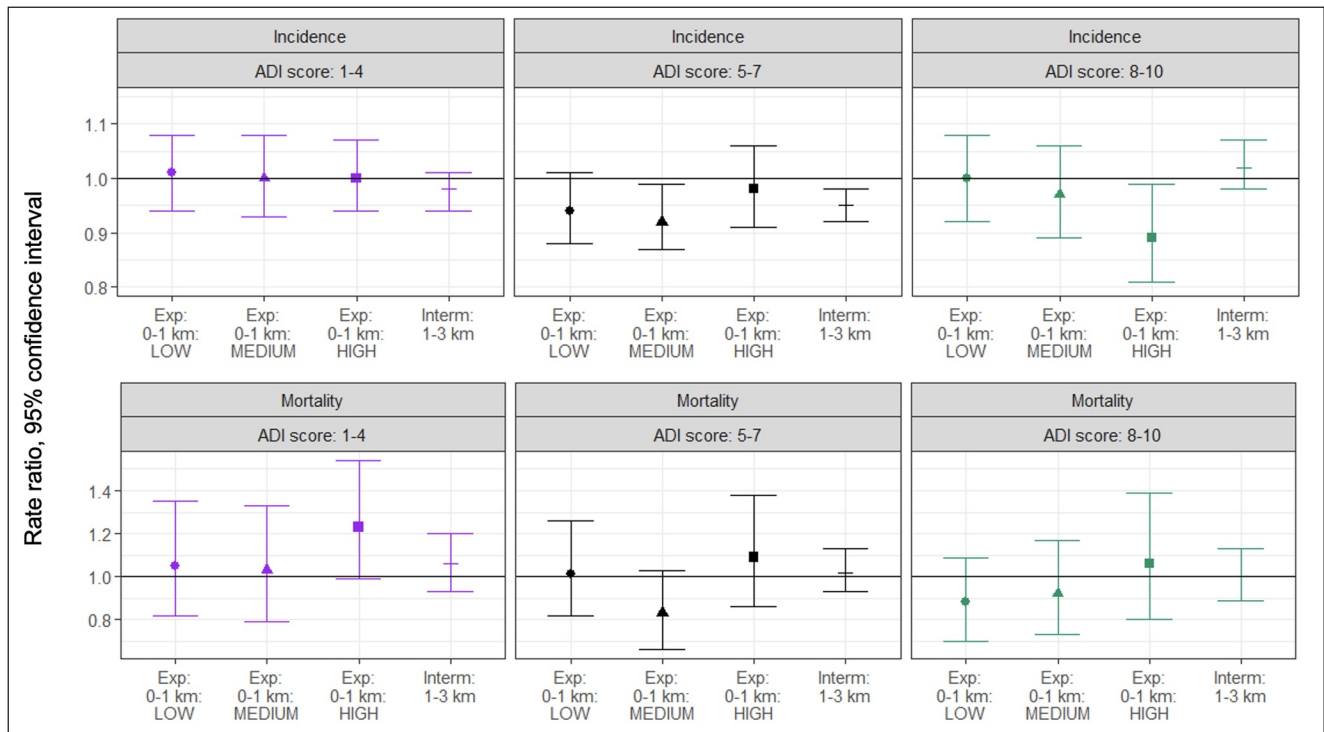 Rate ratio, 95% confidence interval
Incidence
ADI score: 1-4
Incidence
ADI score: 5-7
Incidence
ADI score: 8-10
1.1
1.0
0.9
0.8
Exp:
0-1 km:
LOW
Exp:
0-1 km:
MEDIUM
Exp:
0-1 km:
HIGH
Interm:
1-3 km
Exp:
0-1 km:
LOW
Exp:
0-1 km:
MEDIUM
Exp:
0-1 km:
HIGH
Interm:
1-3 km
Exp:
0-1 km:
LOW
Exp:
0-1 km:
MEDIUM
Exp:
0-1 km:
HIGH
Interm:
1-3 km
Mortality
ADI score: 1-4
Mortality
ADI score: 5-7
Mortality
ADI score: 8-10
1.4
1.2
1.0
0.8
Exp:
0-1 km:
LOW
Exp:
0-1 km:
MEDIUM
Exp:
0-1 km:
HIGH
Interm:
1-3 km
Exp:
0-1 km:
LOW
Exp:
0-1 km:
MEDIUM
Exp:
0-1 km:
HIGH
Interm:
1-3 km
Exp:
0-1 km:
LOW
Exp:
0-1 km:
MEDIUM
Exp:
0-1 km:
HIGH
Interm:
1-3 km